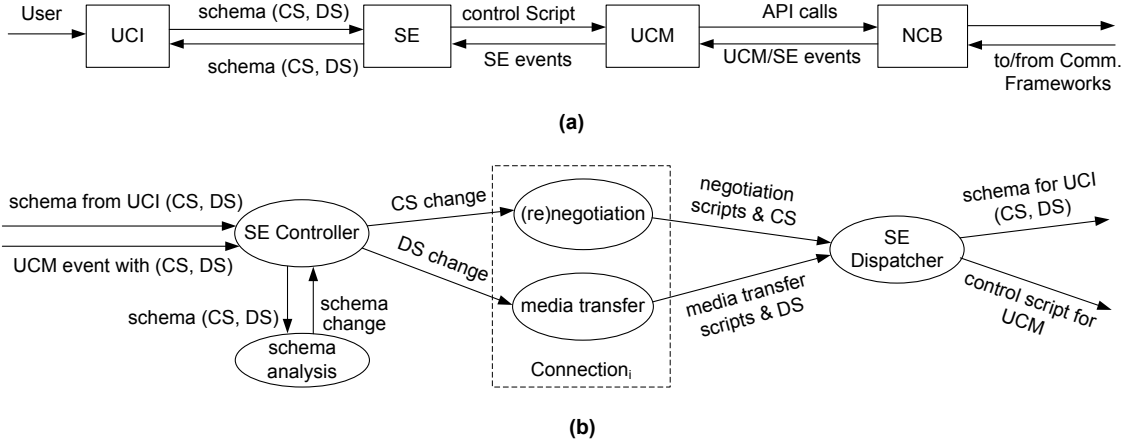 User
UCI
schema (CS, DS)
schema (CS, DS)
SE
control Script
SE events
UCM
API calls
UCM/SE events
NCB
to/from Comm.
Frameworks
(a)
schema from UCI (CS, DS)
UCM event with (CS, DS)
SE Controller
schema (CS, DS)
schema
change
schema
analysis
CS change
DS change
(re)negotiation
media transfer
Connectioni
negotiation
scripts & CS
media transfer
scripts & DS
SE
Dispatcher
schema for UCI
(CS, DS)
control script for
UCM
(b)